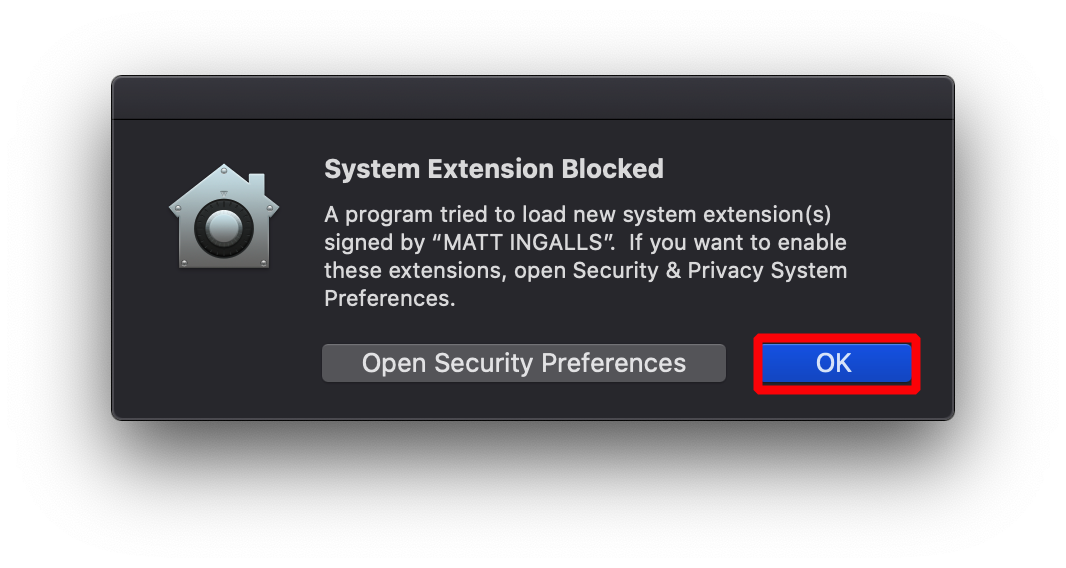 System Extension Blocked
A program tried to load new system extension(s)
signed by “MATT INGALLS”.  If you want to enable
these extensions, open Security & Privacy System
Preferences.
Open Security Preferences
OK